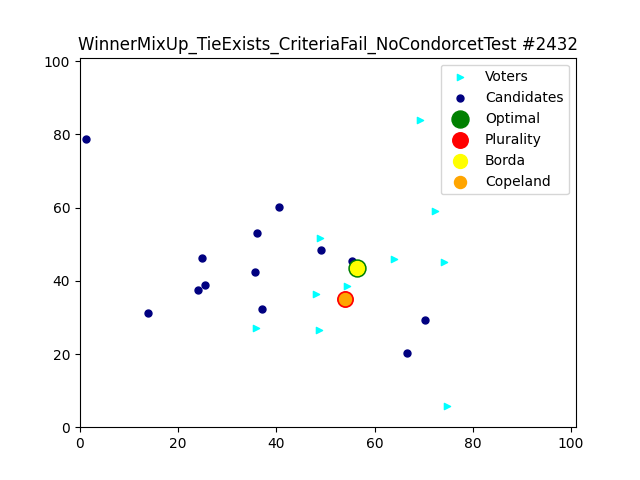 WinnerMixUp_TieExists_CriteriaFail_NoCondorcetTest #2432
100
80
60
40
20
0
0 20 40 60 80 100
Voters
Candidates
Optimal
Plurality
Borda
Copeland